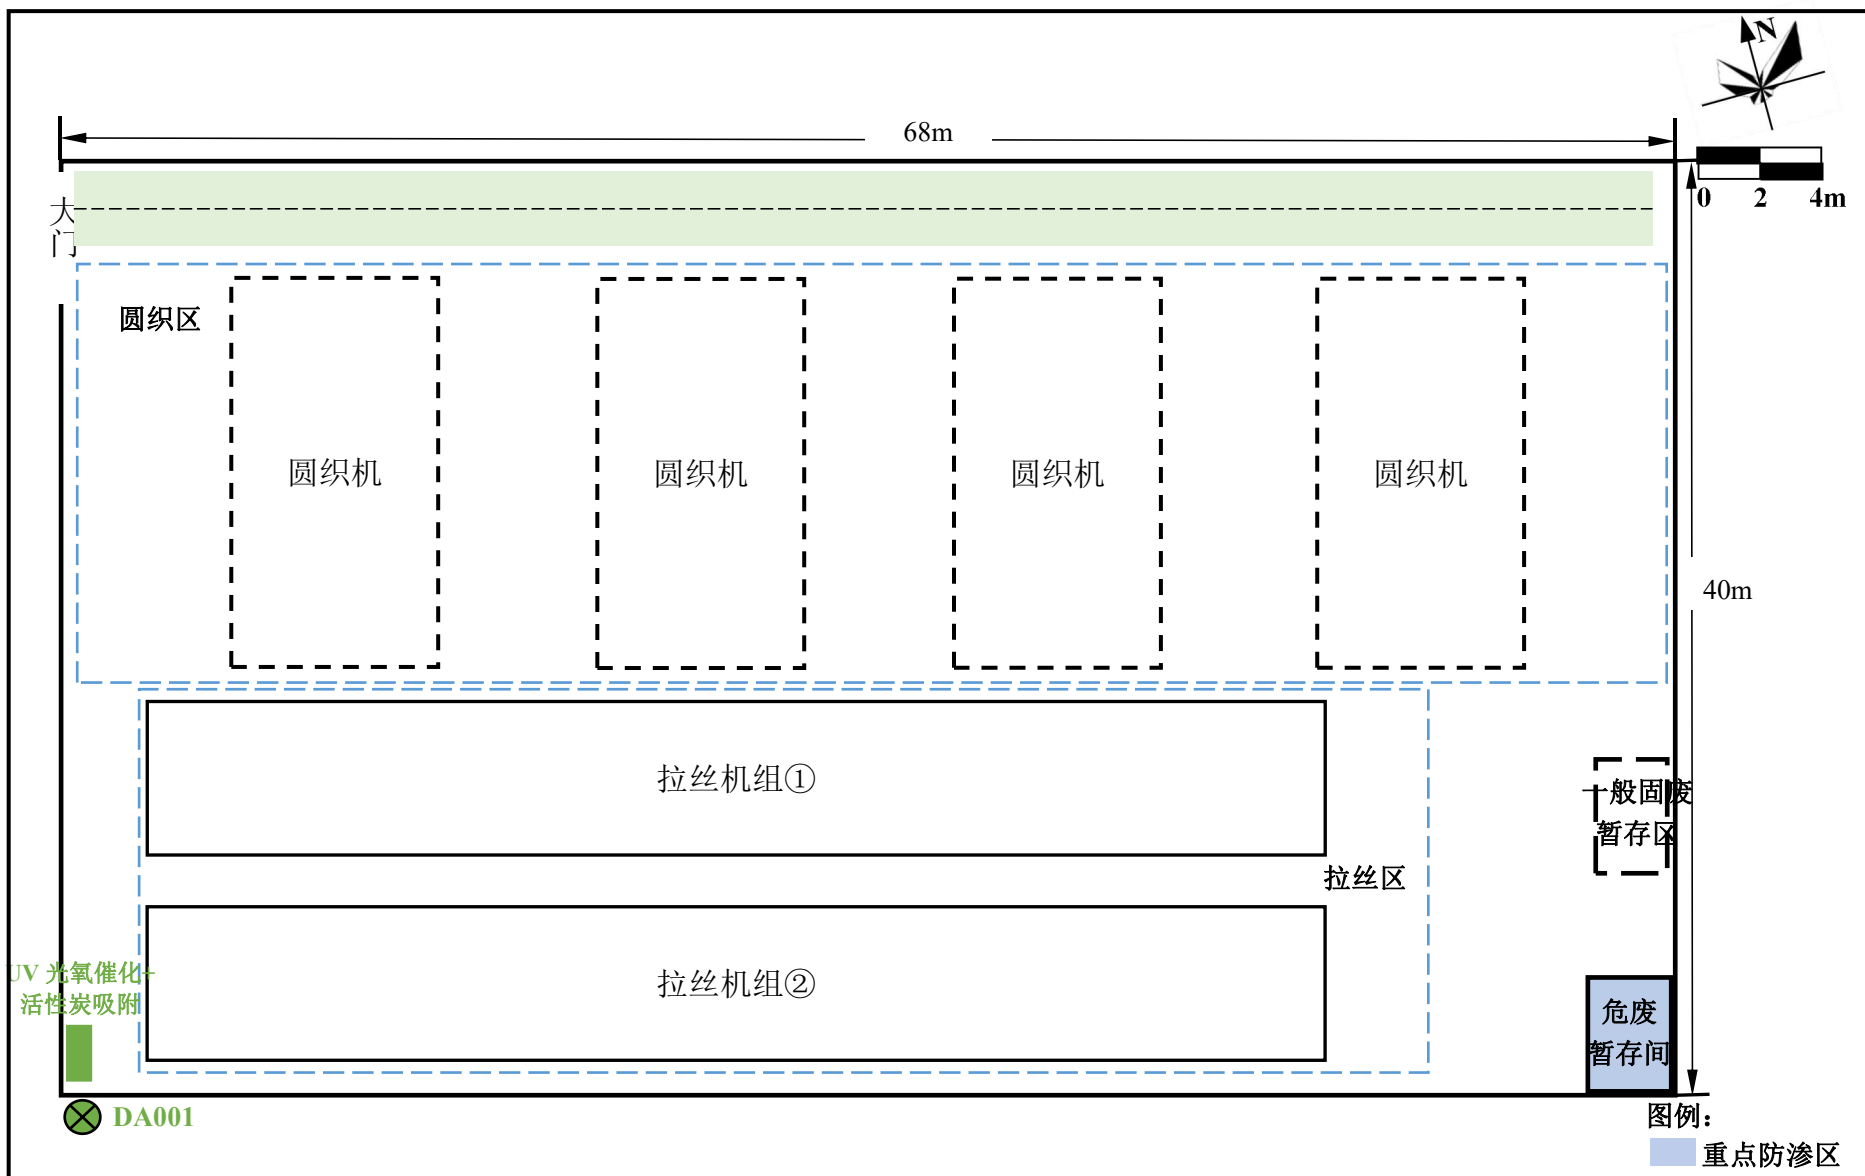 N
68m
0 2 4m
大
门
圆织区
圆织机 圆织机 圆织机 圆织机
40m
拉丝机组①
一般固废
暂存区
拉丝区
UV 光氧催化+
活性炭吸附
拉丝机组②
危废
暂存间
DA001
图例：
重点防渗区